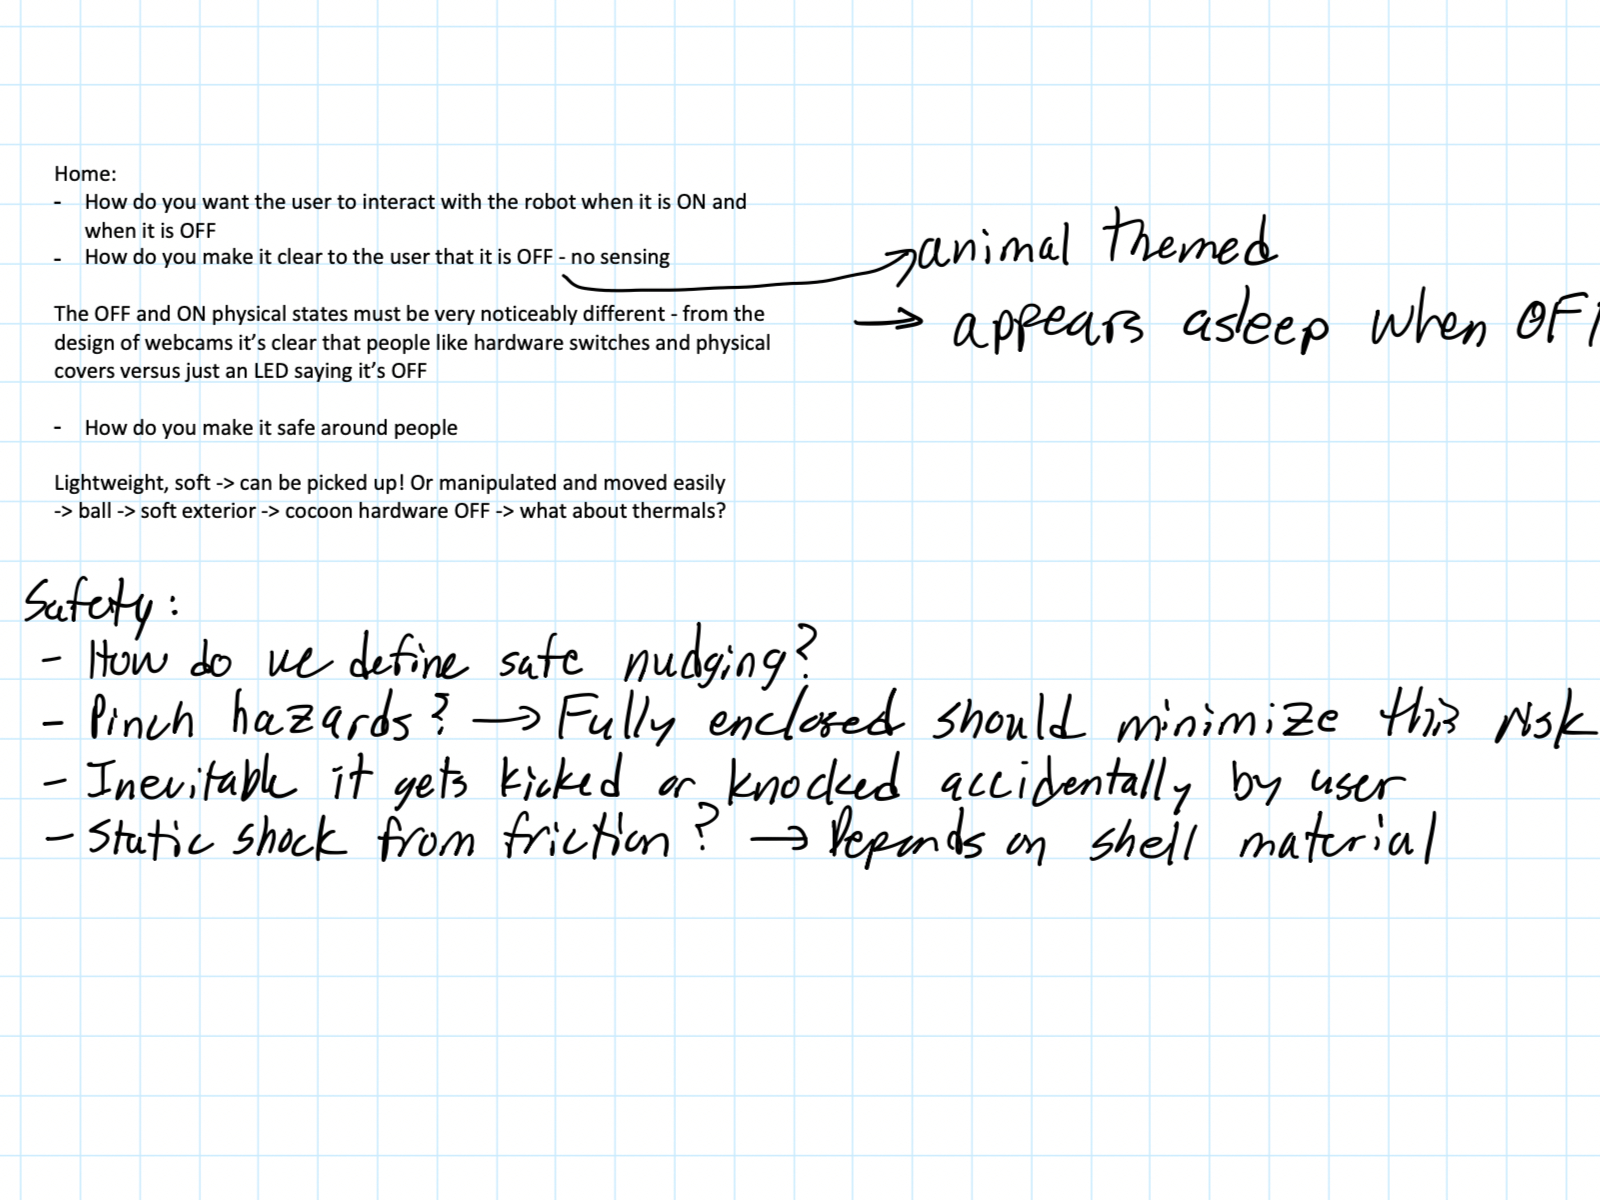 Home:
- How do you want the user to interact with the robot when it is ON and
when it is OFF
- How do you make it clear to the user that it is OFF - no sensing
animal themed
→ appears asleep when OFF
The OFF and ON physical states must be very noticeably different - from the
design of webcams it's clear that people like hardware switches and physical
covers versus just an LED saying it's OFF
- How do you make it safe around people
Lightweight, soft -> can be picked up! Or manipulated and moved easily
-> ball -> soft exterior -> cocoon hardware OFF -> what about thermals?
Safety:
- How do we define safe nudging?
- Pinch hazards? → Fully enclosed should minimize this risk
- Inevitable it gets kicked or knocked accidentally by user
- Static shock from friction? → Depends on shell material